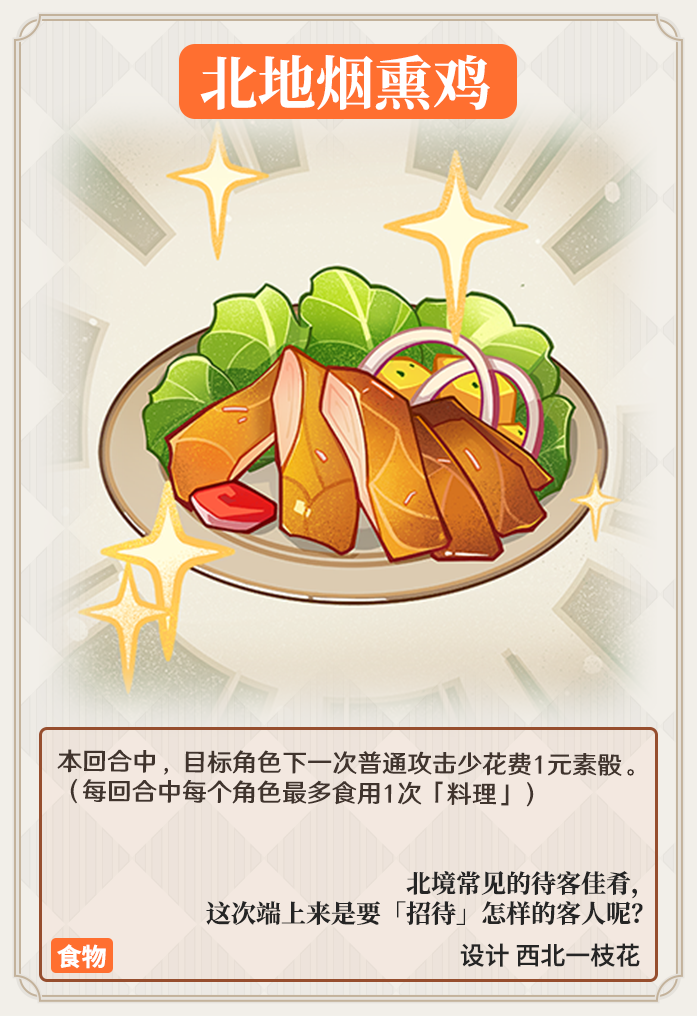 北地烟熏鸡
本回合中，目标角色下一次普通攻击少花费1元素骰。
（每回合中每个角色最多食用1次「料理」）
北境常见的待客佳肴，
这次端上来是要「招待」怎样的客人呢？
食物
设计 西北一枝花